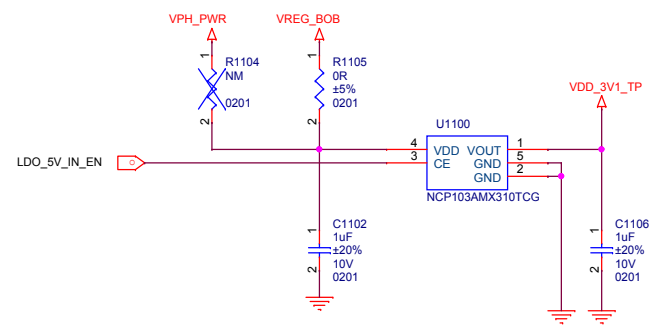 VPH_PWR
VREG_BOB
1
R1104
NM
0201
2
1
R1105
0R
±5%
0201
2
VDD_3V1_TP
U1100
LDO_5V_IN_EN
4
3
VDD VOUT
CE GND
GND
1
5
2
NCP103AMX310TCG
1
C1102
1uF
±20%
10V
0201
2
1
C1106
1uF
±20%
10V
0201
2